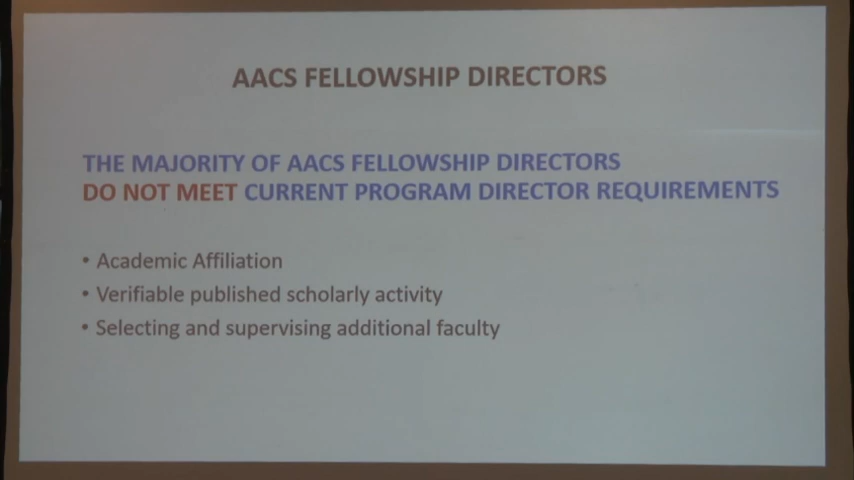 AACS FELLOWSHIP DIRECTORS
THE MAJORITY OF AACS FELLOWSHIP DIRECTORS
DO NOT MEET CURRENT PROGRAM DIRECTOR REQUIREMENTS
• Academic Affiliation
• Verifiable published scholarly activity
• Selecting and supervising additional faculty